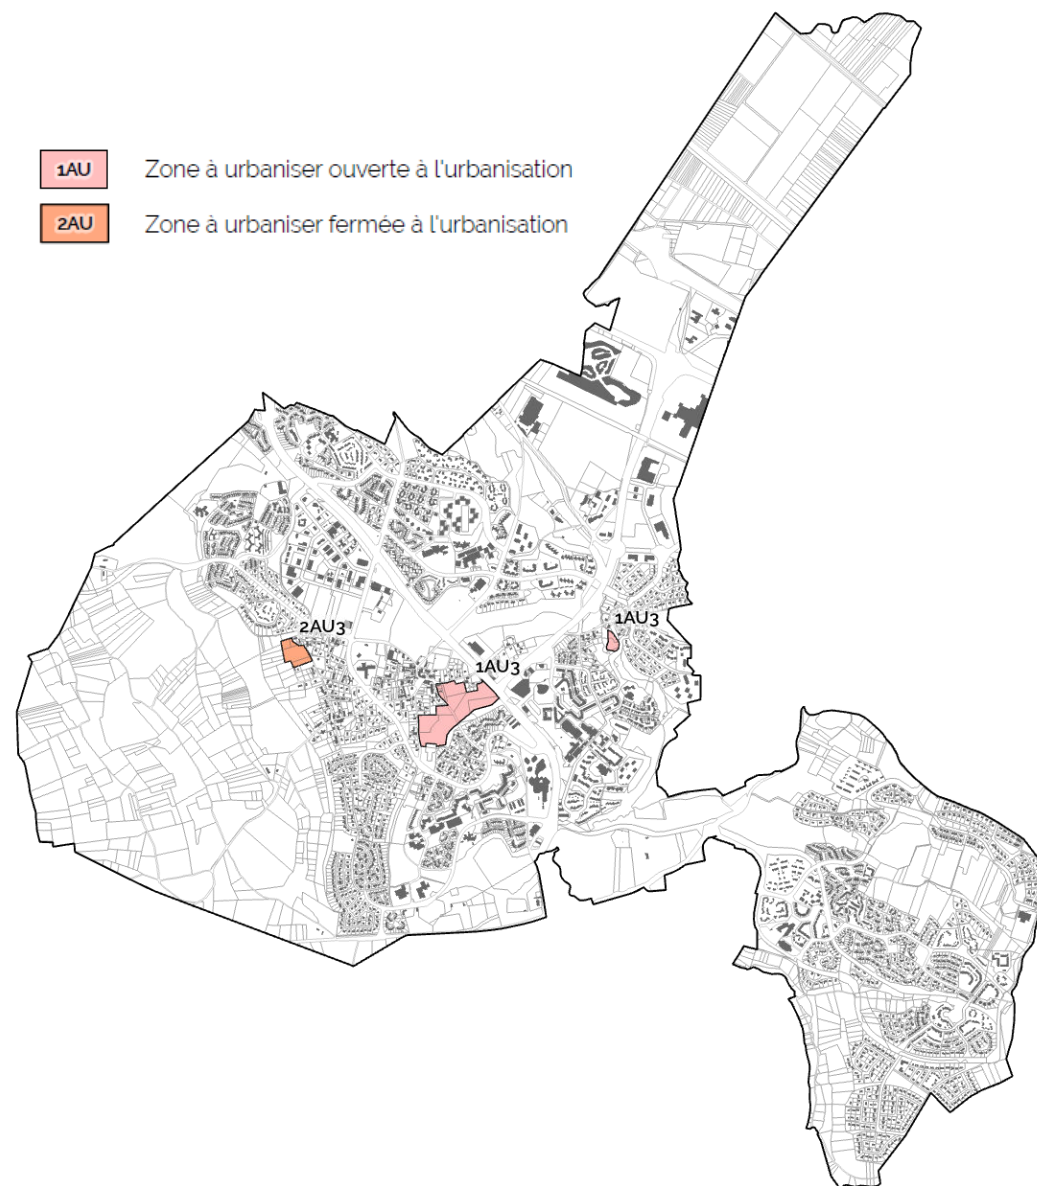 1AU Zone à urbaniser ouverte à l'urbanisation
2AU Zone à urbaniser fermée à l'urbanisation
1AU3
2AU3
1AU3